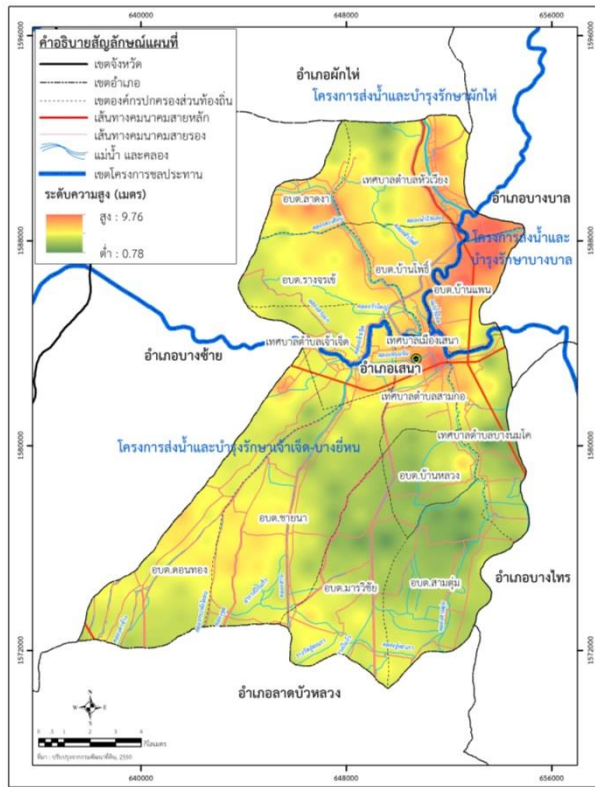 640000
648000
656000
1596000
1596000
คำอธิบายสัญลักษณ์แผนที่
เขตจังหวัด
เขตอำเภอ
เขตองค์กรปกครองส่วนท้องถิ่น
เส้นทางคมนาคมสายหลัก
เส้นทางคมนาคมสายรอง
แม่น้ำ และคลอง
เขตโครงการชลประทาน
ระดับความสูง (เมตร)
สูง : 9.76
ต่ำ : 0.78
อำเภอผักไห่
โครงการส่งน้ำและบำรุงรักษาผักไห่
เทศบาลตำบลหัวเวียง
อบต.ลาดงา
อำเภอบางบาล
1588000
1588000
โครงการส่งน้ำและ
บำรุงรักษาบางบาล
อบต.บ้านโพธิ์
อบต.รางจรเข้
อบต.บ้านแพน
เทศบาลตำบลเจ้าเจ็ด
เทศบาลเมืองเสนา
อำเภอบางซ้าย
อำเภอเสนา
เทศบาลตำบลสามกอ
เทศบาลตำบลบางนมโค
1580000
1580000
โครงการส่งน้ำและบำรุงรักษาเจ้าเจ็ด-บางยี่หน
อบต.บ้านหลวง
อบต.ชายนา
อบต.ดอนทอง
อบต.มารวิชัย
อบต.สามตุ่ม
อำเภอบางไทร
1572000
1572000
อำเภอลาดบัวหลวง
N
W
E
S
กิโลเมตร
640000
648000
656000